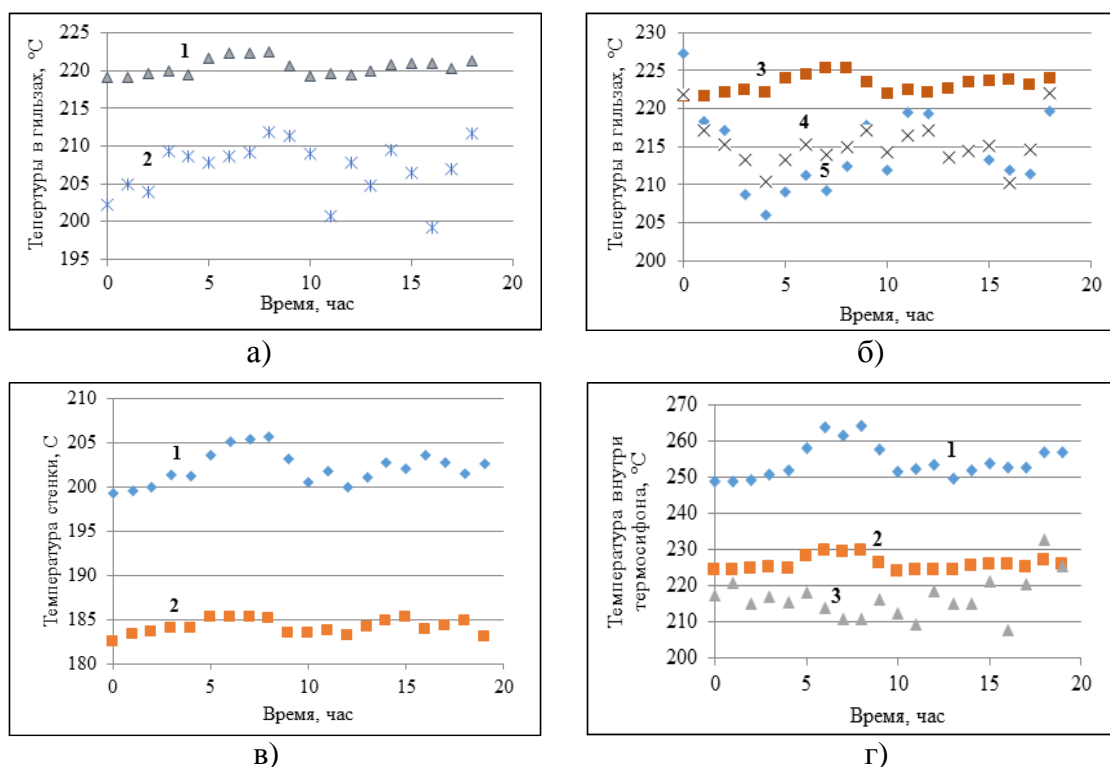 Тепертуры в гильзах, °С
225
220
215
210
205
200
195
1
2
0 5 10 15 20
Время, час
а)
Тепертуры в гильзах, °С
230
225
220
215
210
205
200
3
4
5
0 5 10 15 20
Время, час
б)
Температура стенки, С
210
205
200
195
190
185
180
1
2
0 5 10 15 20
Время, час
в)
Температура внутри
термосифона, °С
270
260
250
240
230
220
210
200
1
2
3
0 5 10 15 20
Время, час
г)